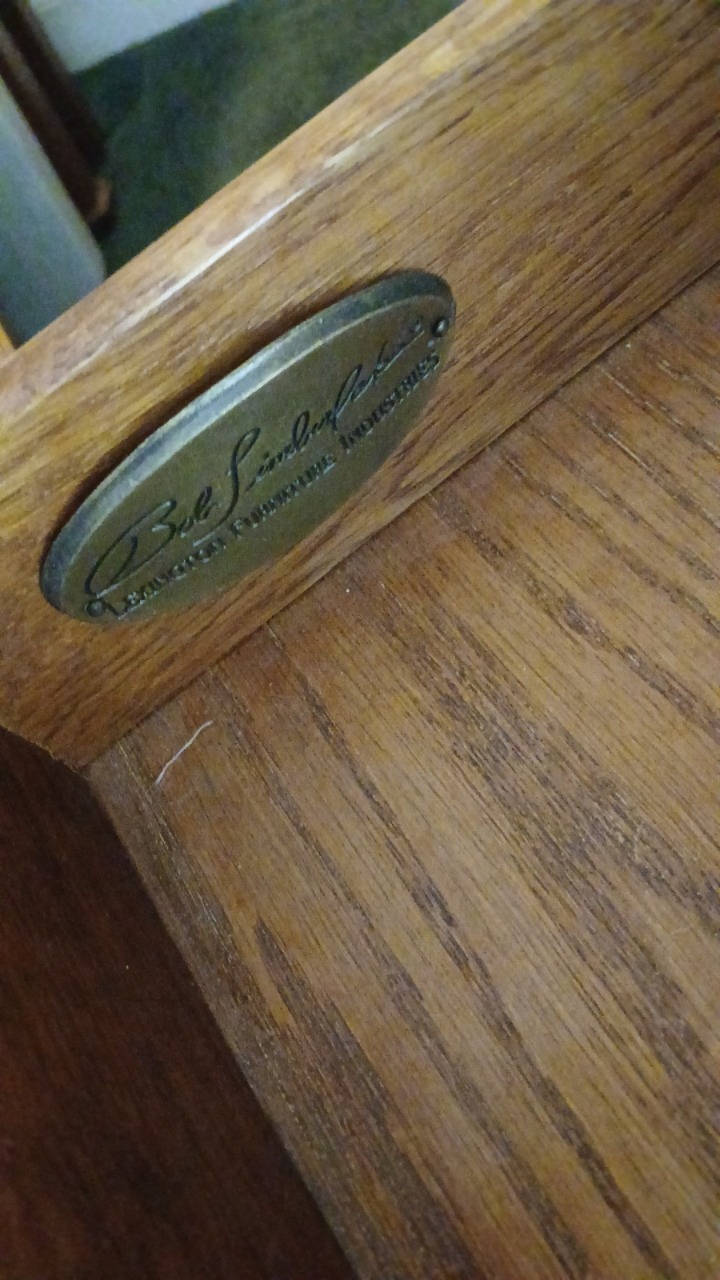 Bob Timberlake
LEXINGTON FURNITURE INDUSTRIES